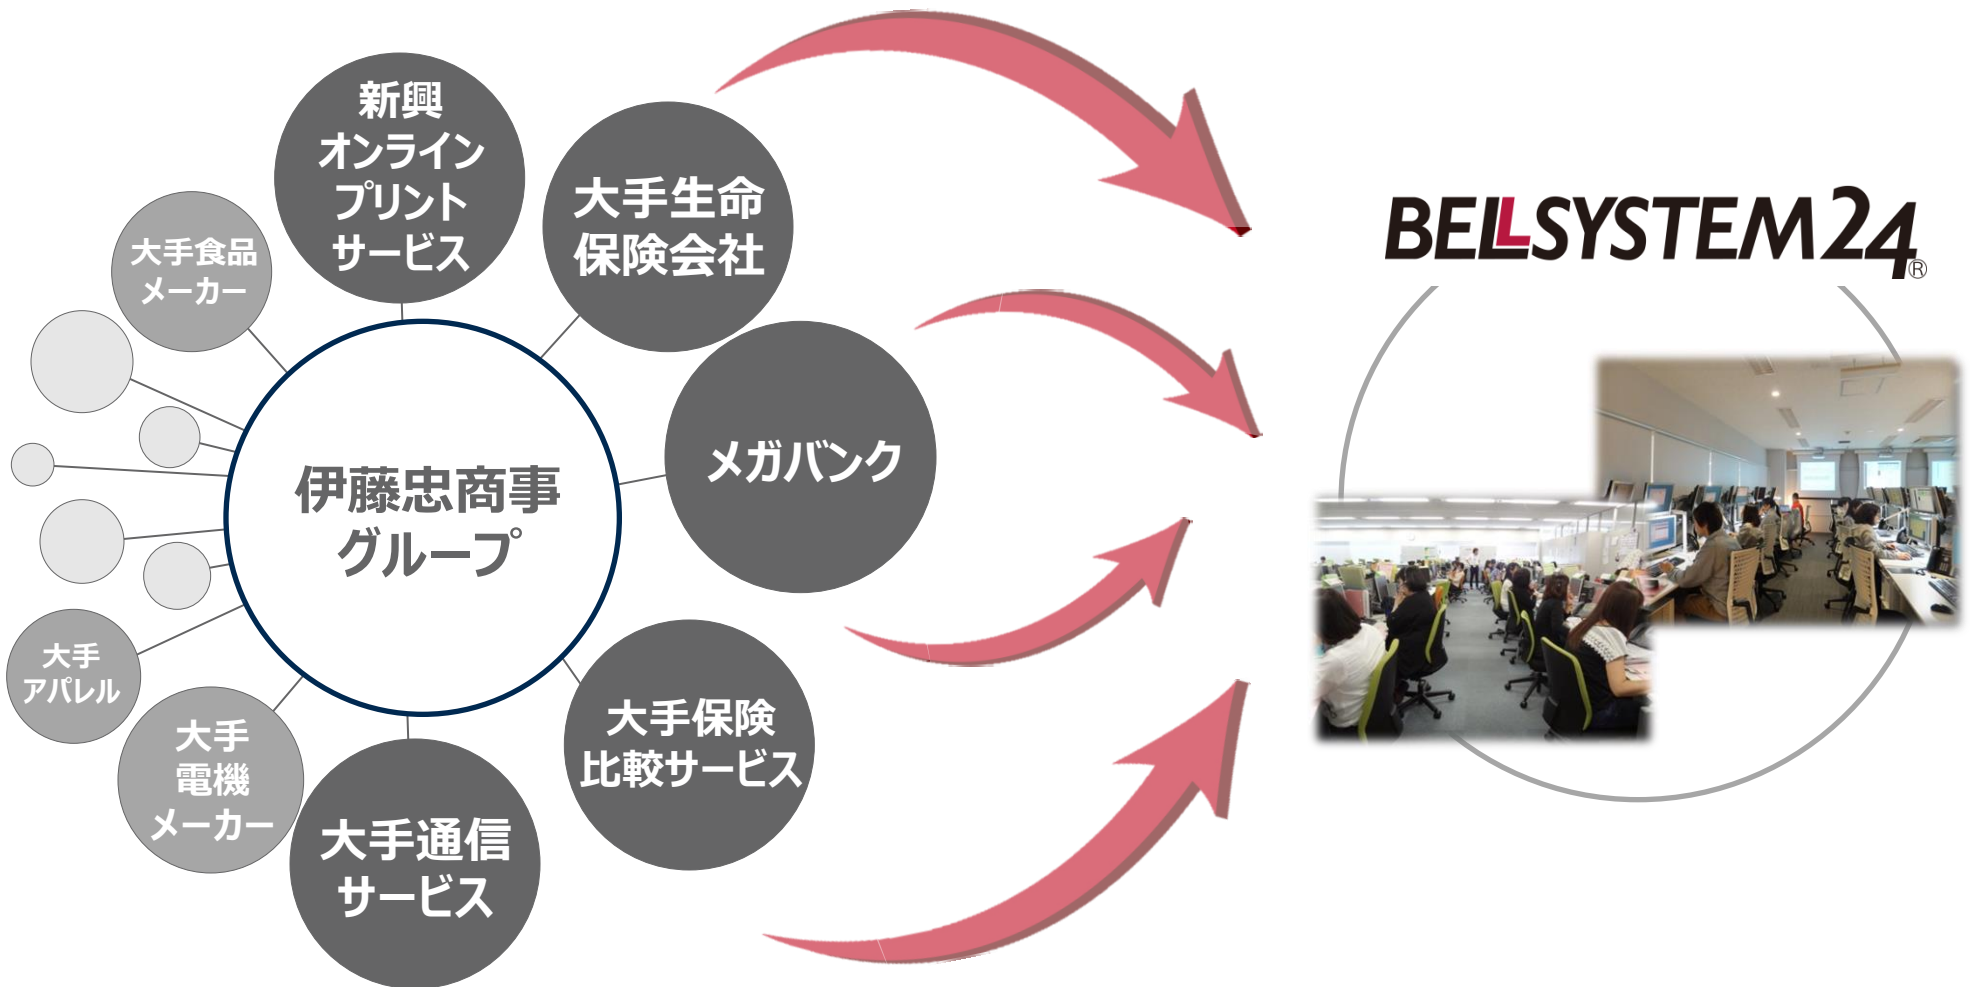 新興
オンライン
プリント
サービス
大手生命
保険会社
大手食品
メーカー
メガバンク
伊藤忠商事
グループ
大手
アパレル
大手
電機
メーカー
大手通信
サービス
大手保険
比較サービス
BELLSYSTEM24®